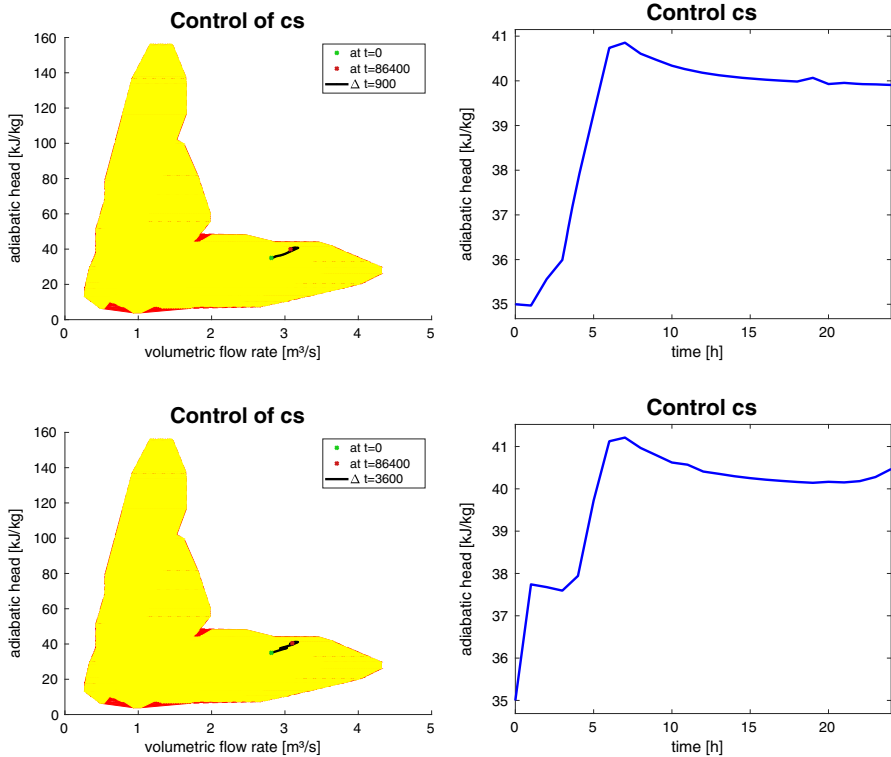 Control of cs
adiabatic head [kJ/kg]
160
140
120
100
80
60
40
20
0
0 1 2 3 4 5
volumetric flow rate [m³/s]
at t=0
at t=86400
Δ t=900
Control cs
adiabatic head [kJ/kg]
41
40
39
38
37
36
35
0 5 10 15 20
time [h]
Control of cs
adiabatic head [kJ/kg]
160
140
120
100
80
60
40
20
0
0 1 2 3 4 5
volumetric flow rate [m³/s]
at t=0
at t=86400
Δ t=3600
Control cs
adiabatic head [kJ/kg]
41
40
39
38
37
36
35
0 5 10 15 20
time [h]